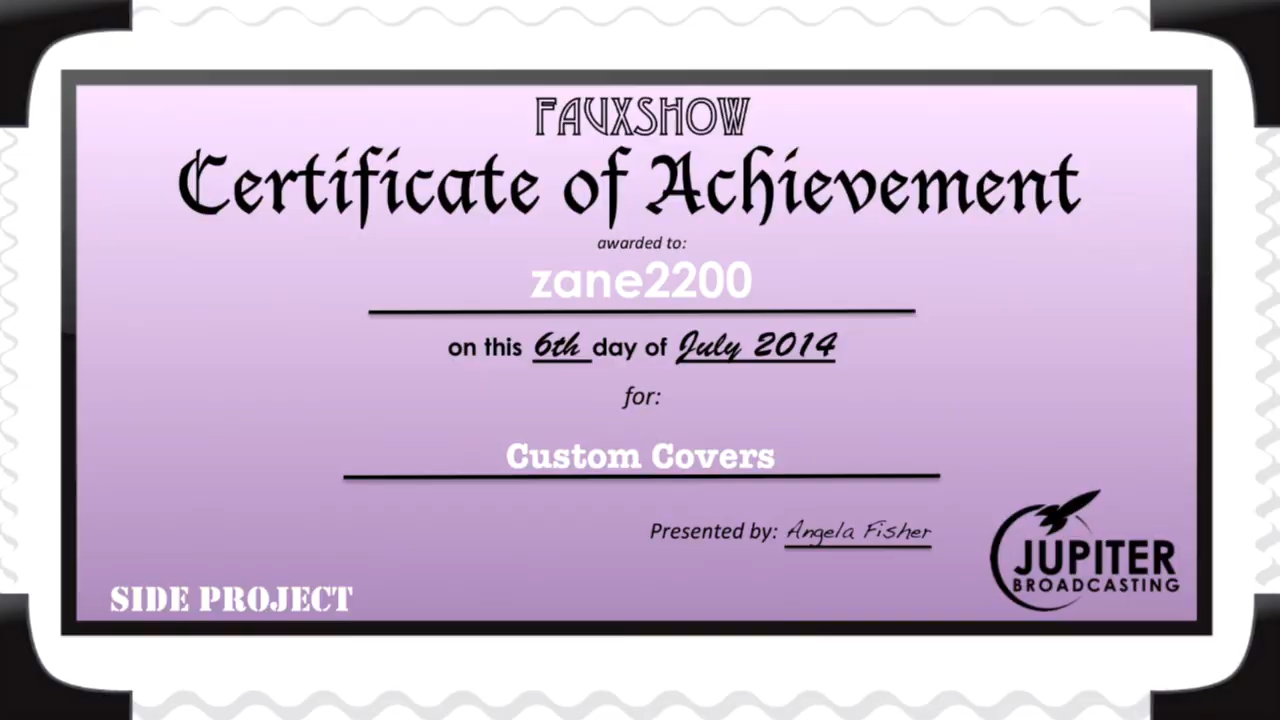 FAUXSHOW
Certificate of Achievement
awarded to:
zane2200
on this 6th day of July 2014
for:
Custom Covers
Presented by: Angela Fisher
SIDE PROJECT
JUPITER
BROADCASTING